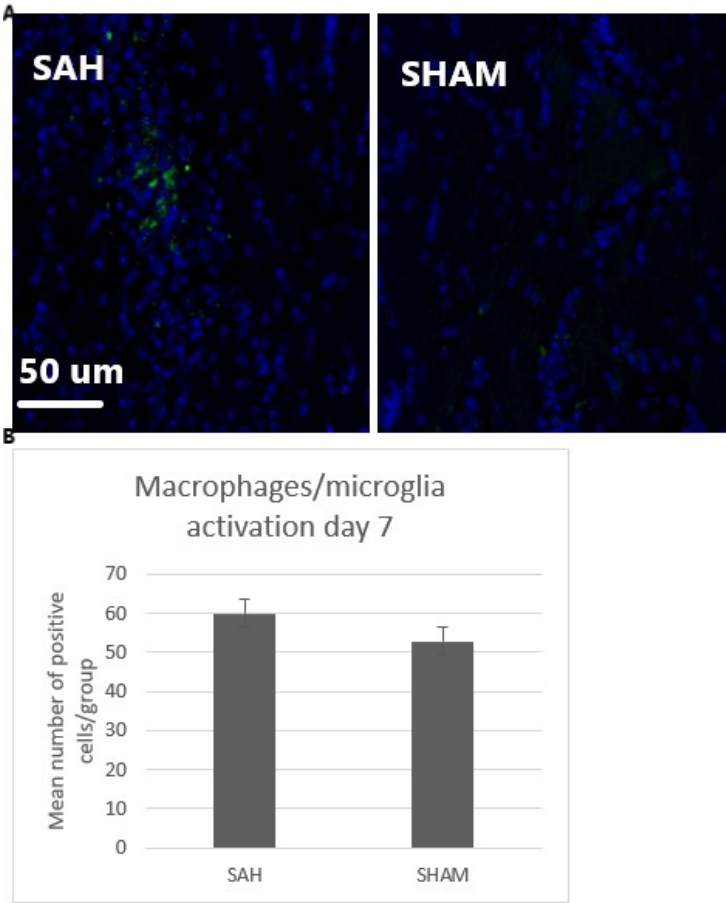 A
SAH
SHAM
50 um
B
Macrophages/microglia
activation day 7
Mean number of positive
cells/group
70
60
50
40
30
20
10
0
SAH
SHAM